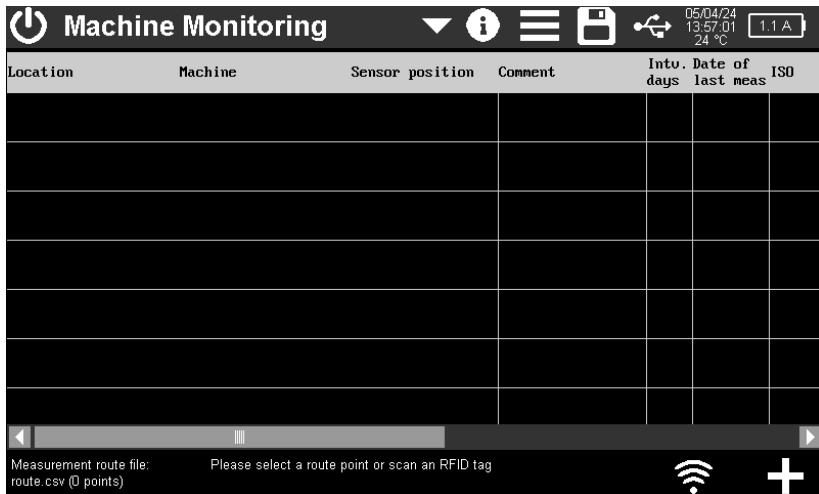 Machine Monitoring
05/04/24
13:57:01
24 °C
1.1 A
Location Machine Sensor position Comment Intv. days Date of last meas ISO
Measurement route file:
route.csv (0 points)
Please select a route point or scan an RFID tag